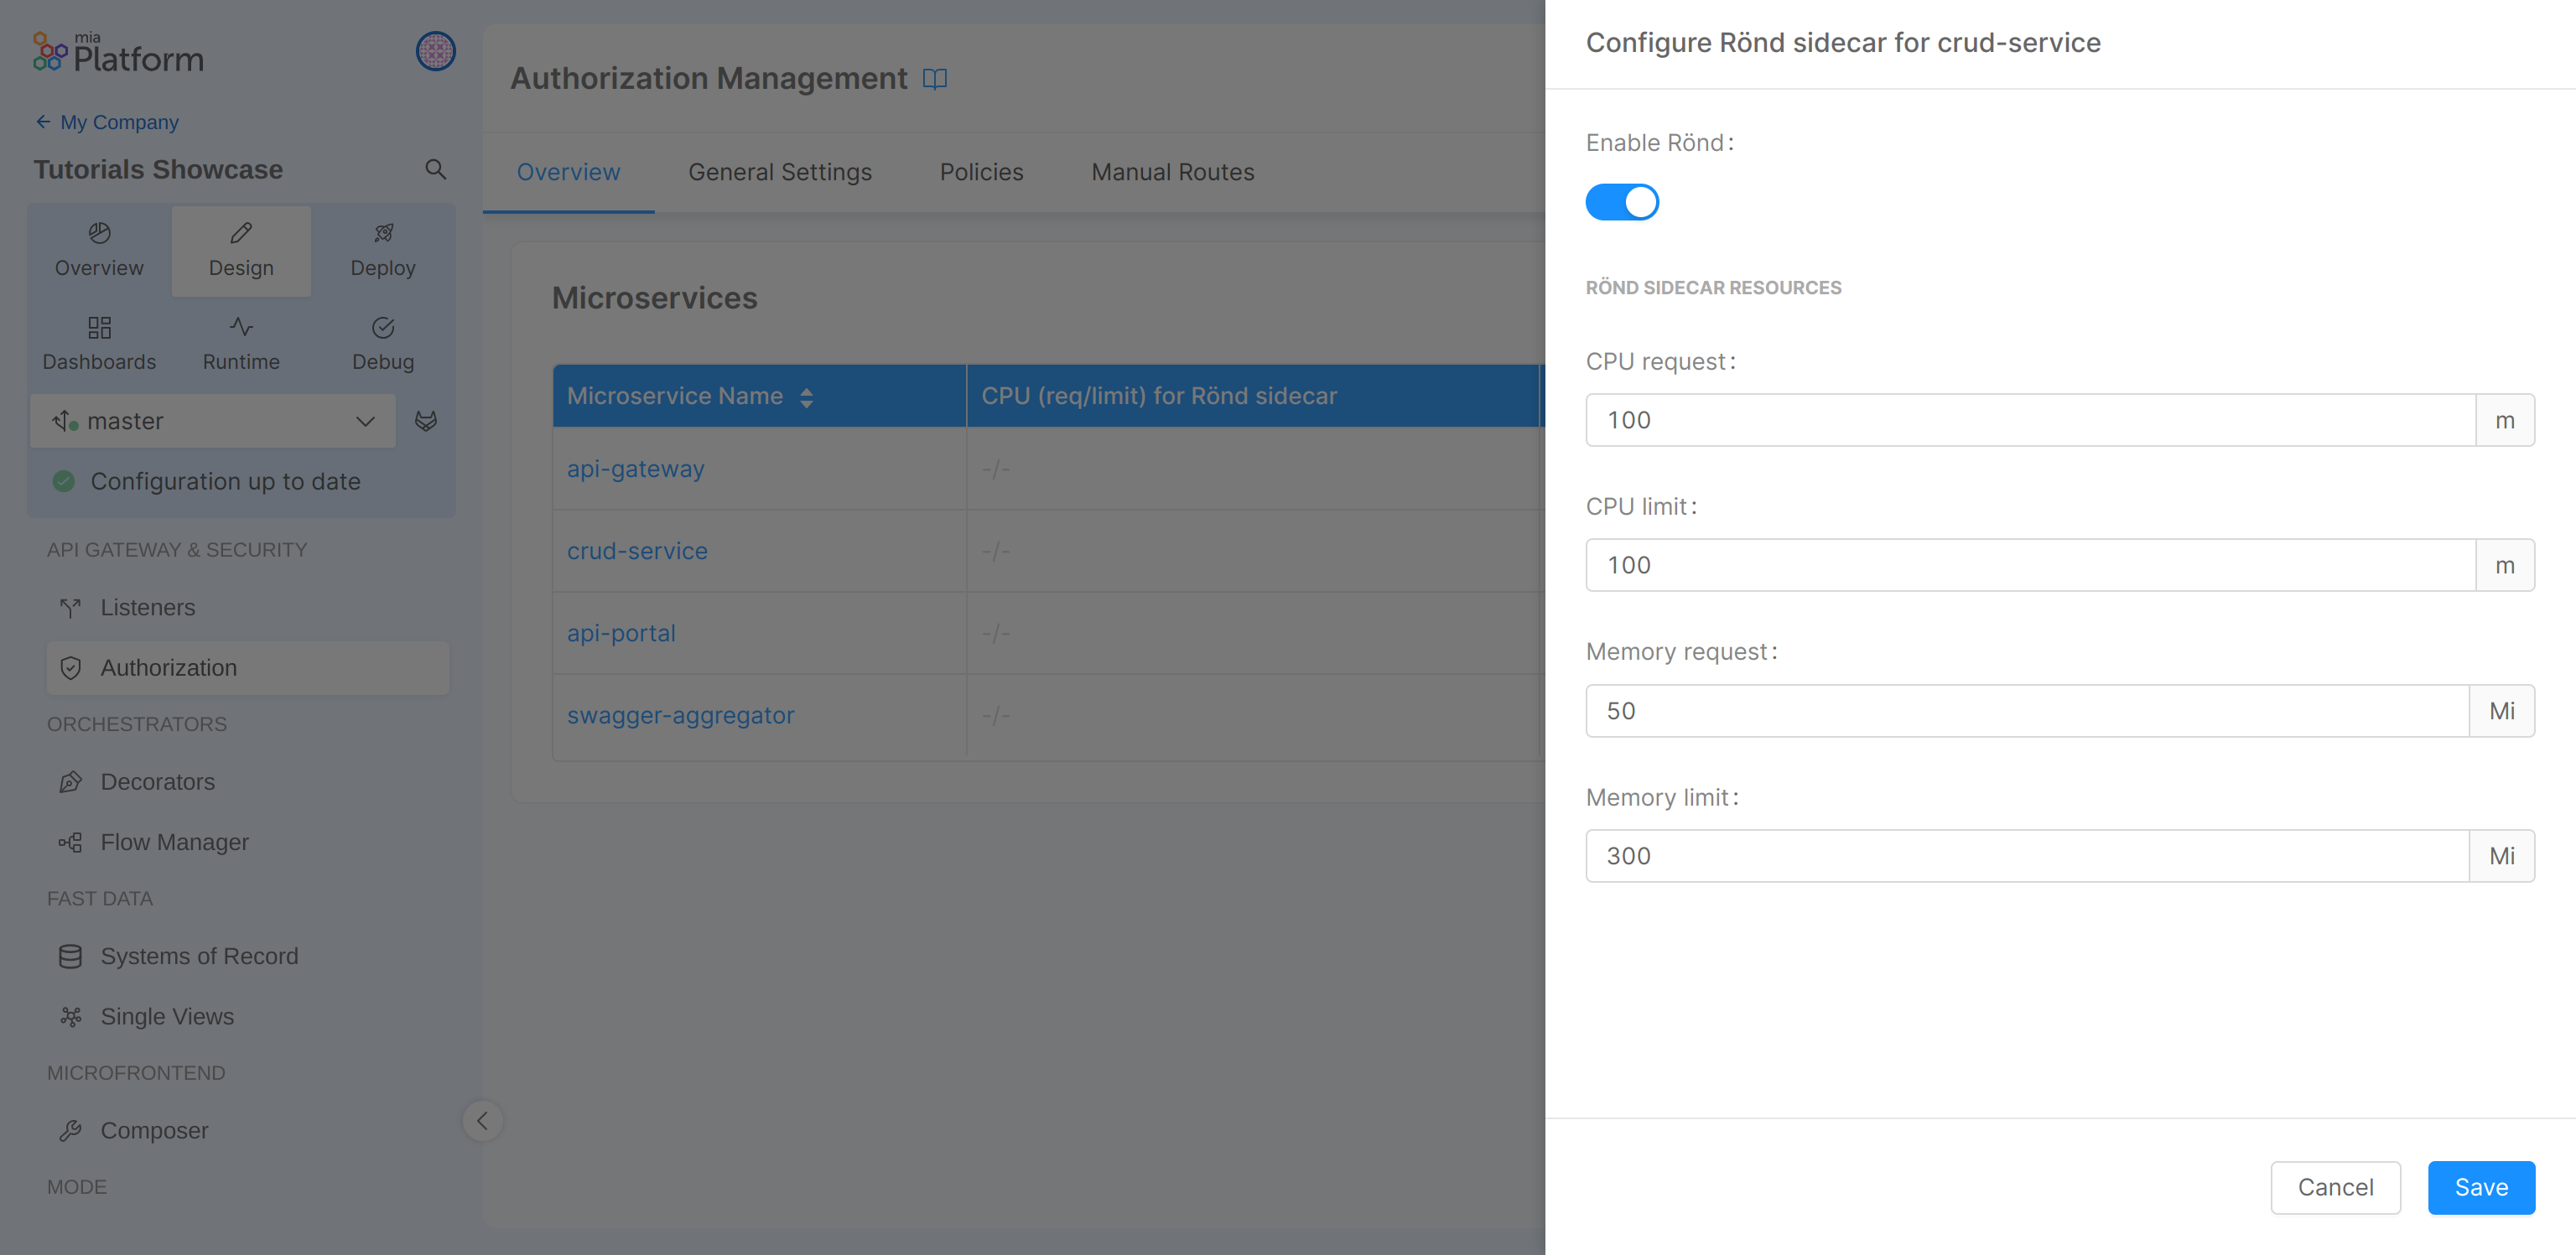 mia
Platform
My Company
Tutorials Showcase
Overview
Design
Deploy
Dashboards
Runtime
Debug
master
Configuration up to date
API GATEWAY & SECURITY
Listeners
Authorization
ORCHESTRATORS
Decorators
Flow Manager
FAST DATA
Systems of Record
Single Views
MICROFRONTEND
Composer
MODE
Authorization Management
Overview General Settings Policies Manual Routes
Microservices
Microservice Name CPU (req/limit) for Rönd sidecar
api-gateway -/-
crud-service -/-
api-portal -/-
swagger-aggregator -/-
Configure Rönd sidecar for crud-service
Enable Rönd:
RÖND SIDECAR RESOURCES
CPU request:
100 m
CPU limit:
100 m
Memory request:
50 Mi
Memory limit:
300 Mi
Cancel Save